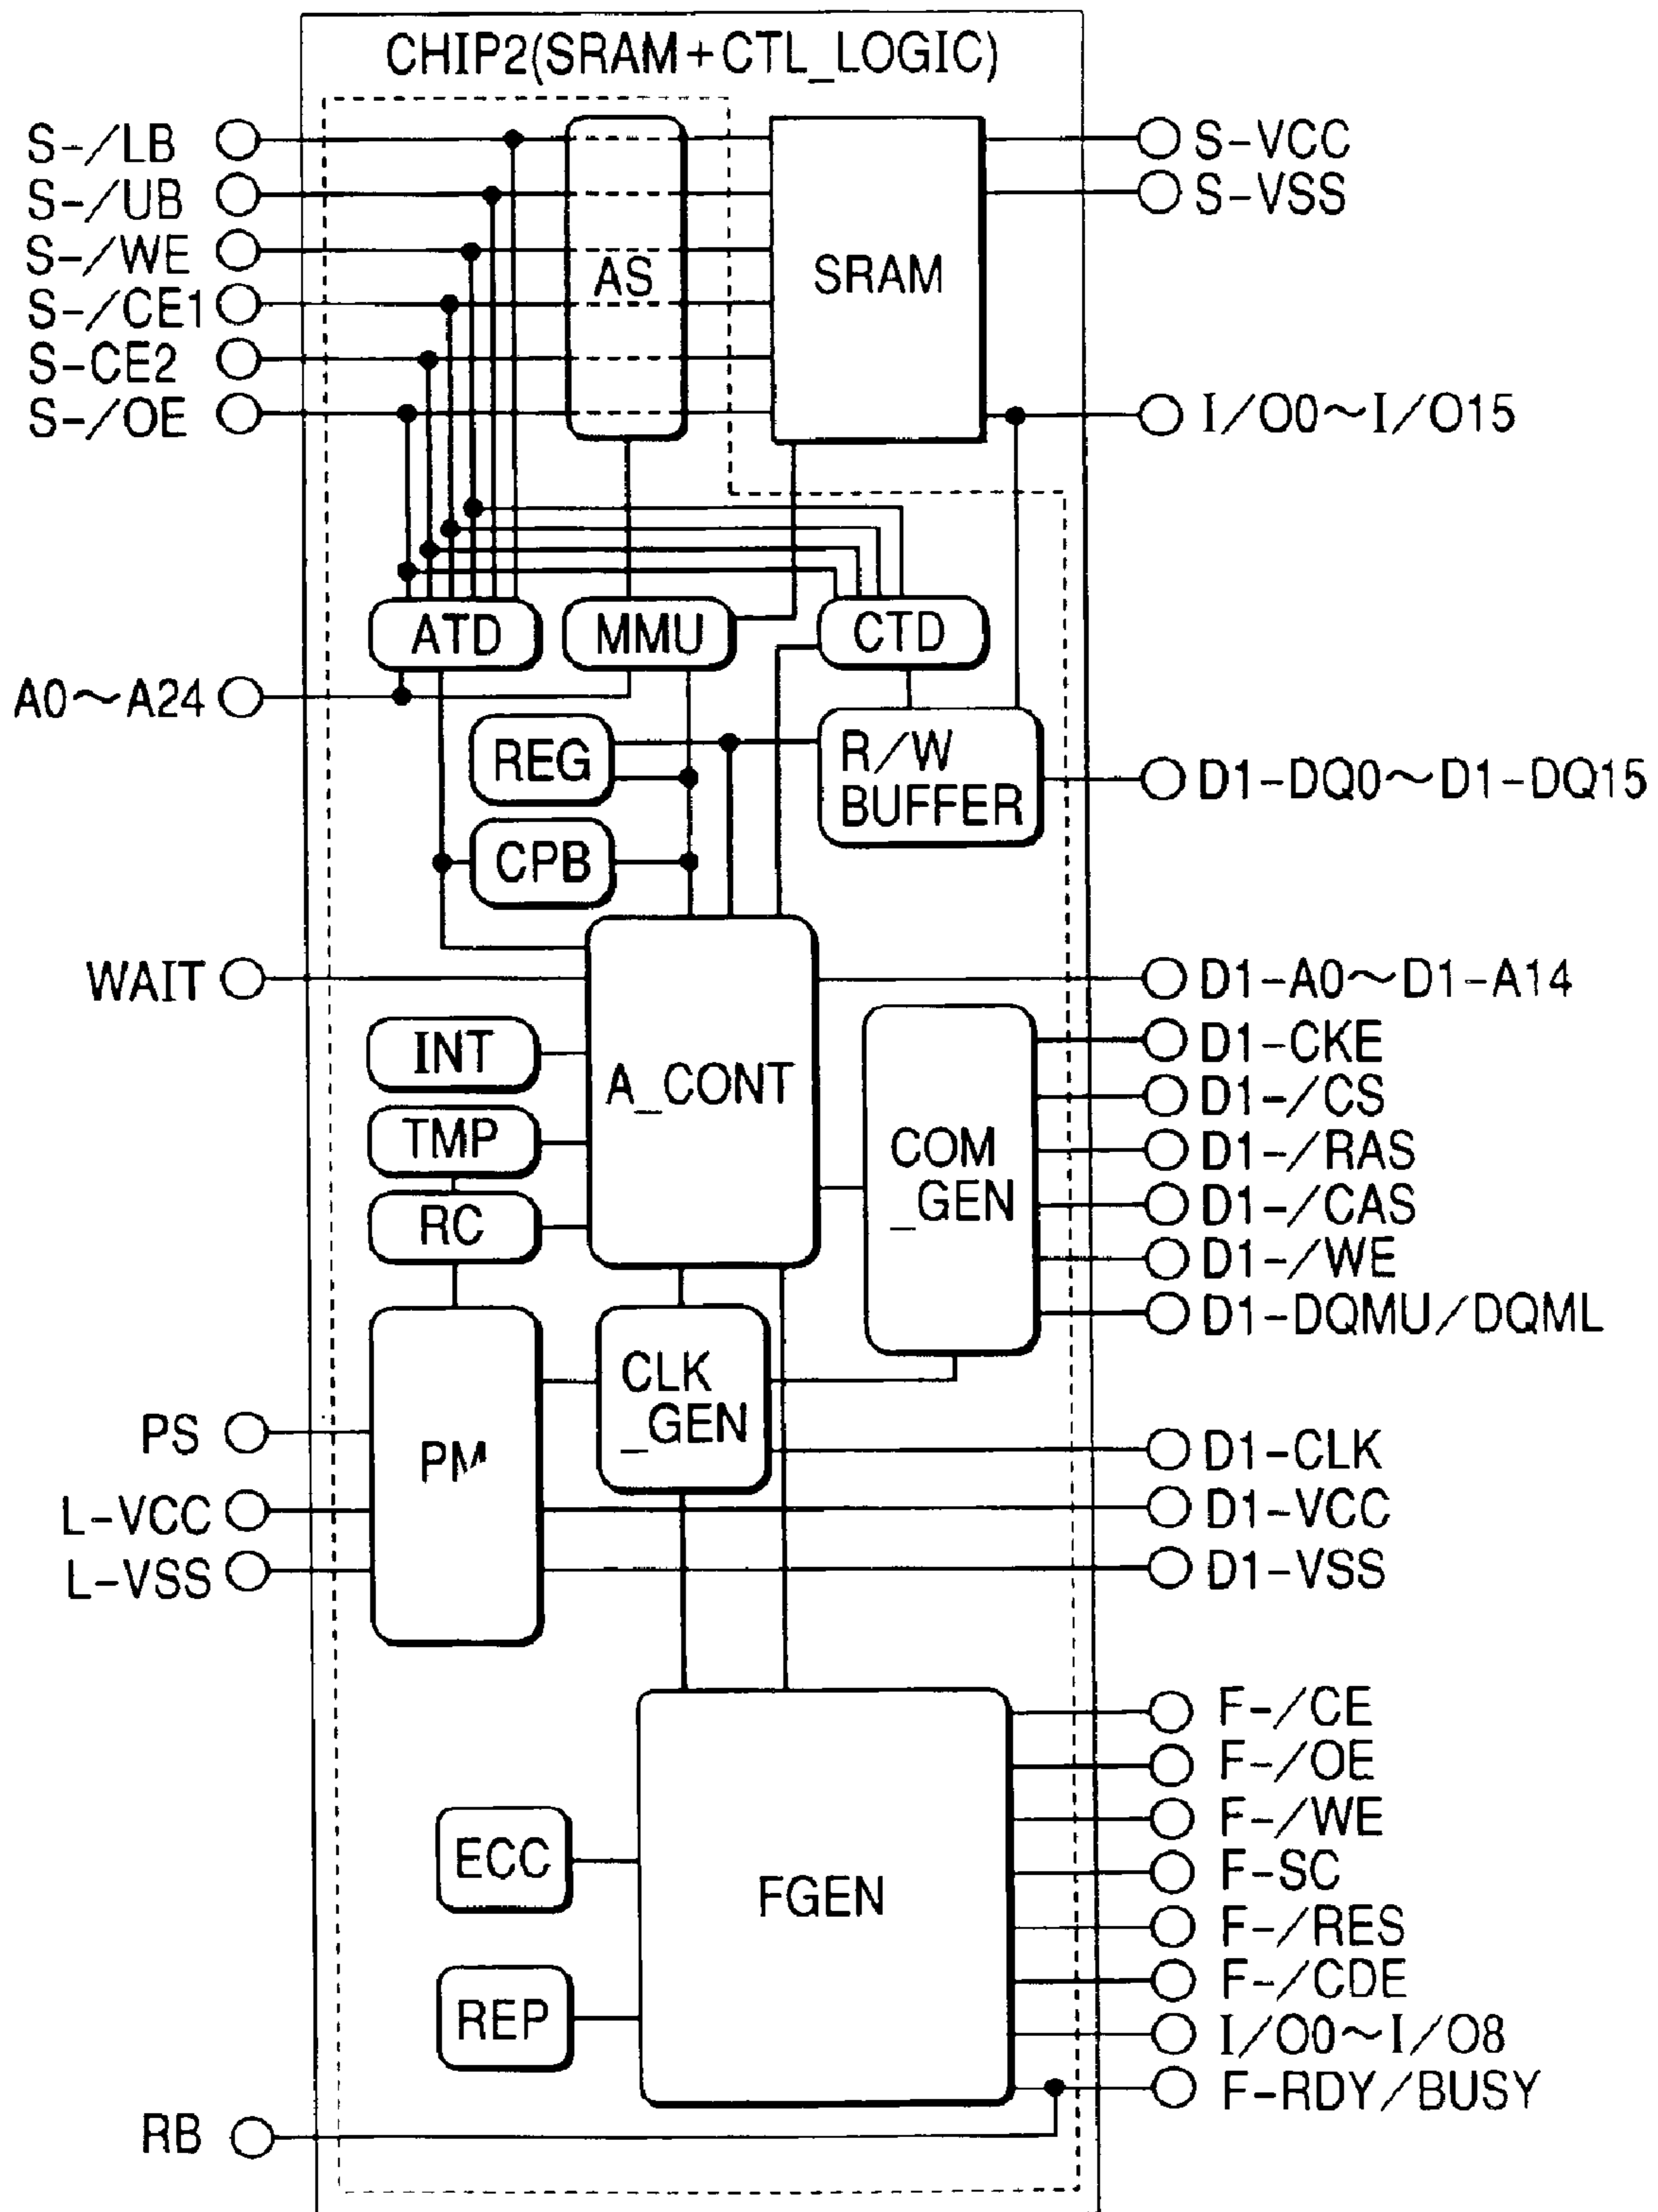 CHIP2(SRAM+CTL_LOGIC)
S-/LB
S-/UB
S-/WE
S-/CE1
S-CE2
S-/OE
AS
SRAM
S-VCC
S-VSS
I/O0~I/O15
ATD
MMU
CTD
A0~A24
REG
CPB
R/W
BUFFER
D1-DQ0~D1-DQ15
WAIT
INT
TMP
RC
A_CONT
COM
_GEN
D1-A0~D1-A14
D1-CKE
D1-/CS
D1-/RAS
D1-/CAS
D1-/WE
D1-DQMU/DQML
PS
L-VCC
L-VSS
PM
CLK
_GEN
D1-CLK
D1-VCC
D1-VSS
ECC
REP
FGEN
F-/CE
F-/OE
F-/WE
F-SC
F-/RES
F-/CDE
I/O0~I/O8
F-RDY/BUSY
RB